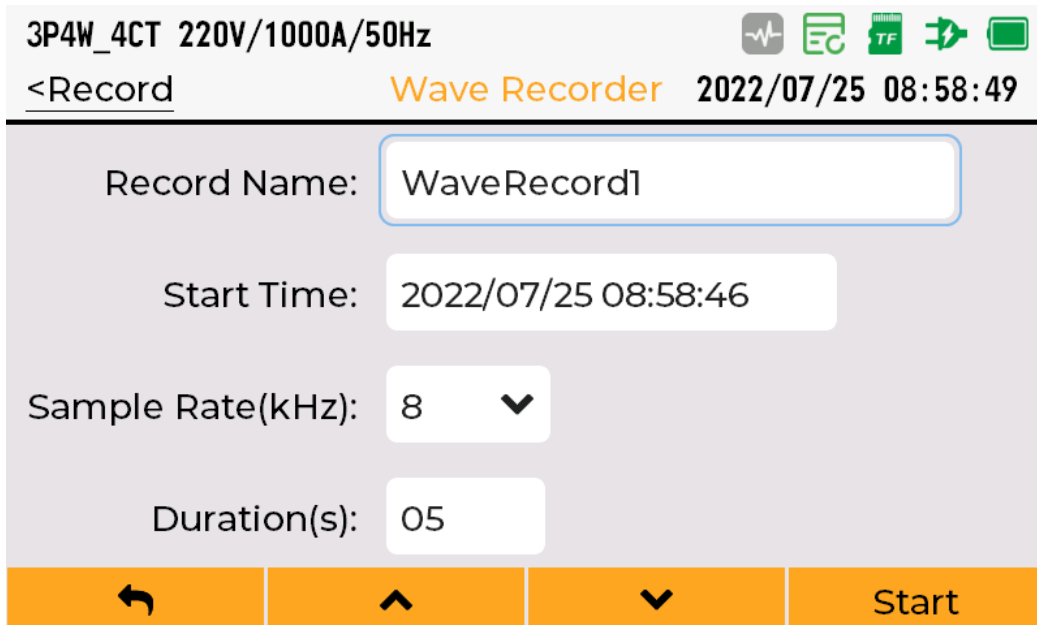 3P4W_4CT 220V/1000A/50Hz TF
<Record Wave Recorder 2022/07/25 08:58:49
Record Name: WaveRecord1
Start Time: 2022/07/25 08:58:46
Sample Rate(kHz): 8
Duration(s): 05
Start